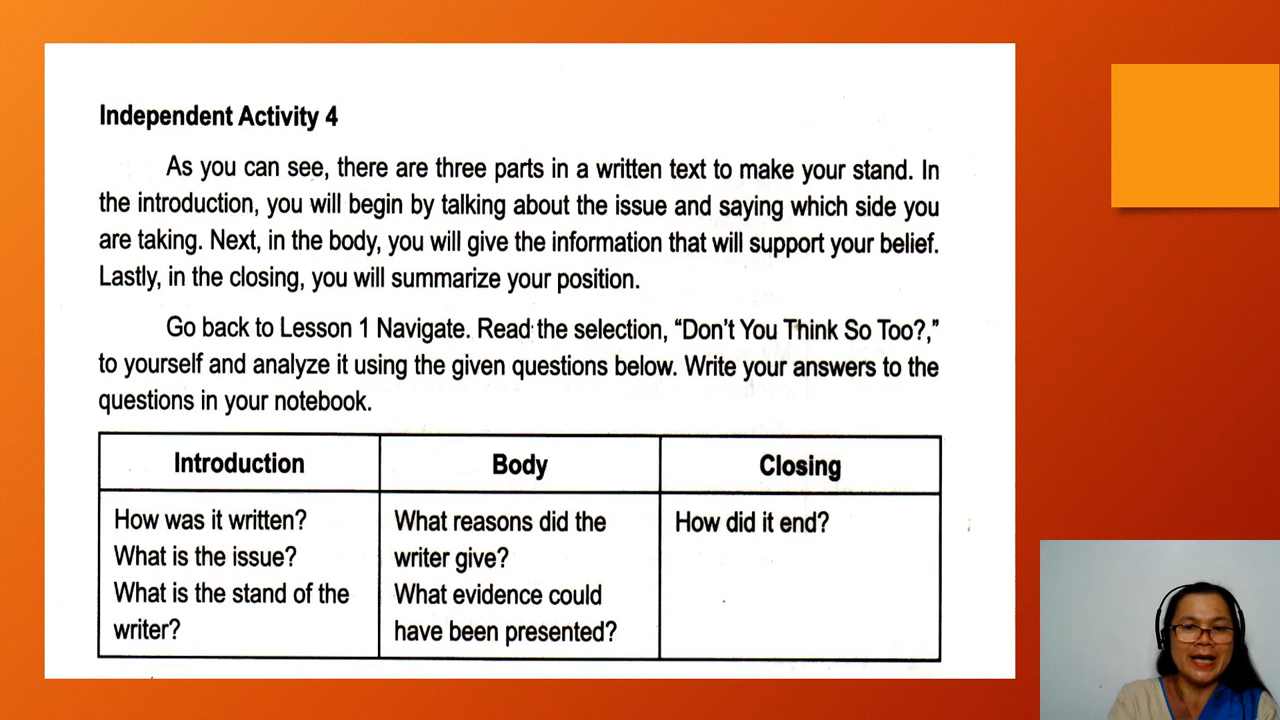 Independent Activity 4
As you can see, there are three parts in a written text to make your stand. In
the introduction, you will begin by talking about the issue and saying which side you
are taking. Next, in the body, you will give the information that will support your belief.
Lastly, in the closing, you will summarize your position.
Go back to Lesson 1 Navigate. Read the selection, “Don’t You Think So Too?,”
to yourself and analyze it using the given questions below. Write your answers to the
questions in your notebook.
Introduction
Body
Closing
How was it written?
What is the issue?
What is the stand of the
writer?
What reasons did the
writer give?
What evidence could
have been presented?
How did it end?